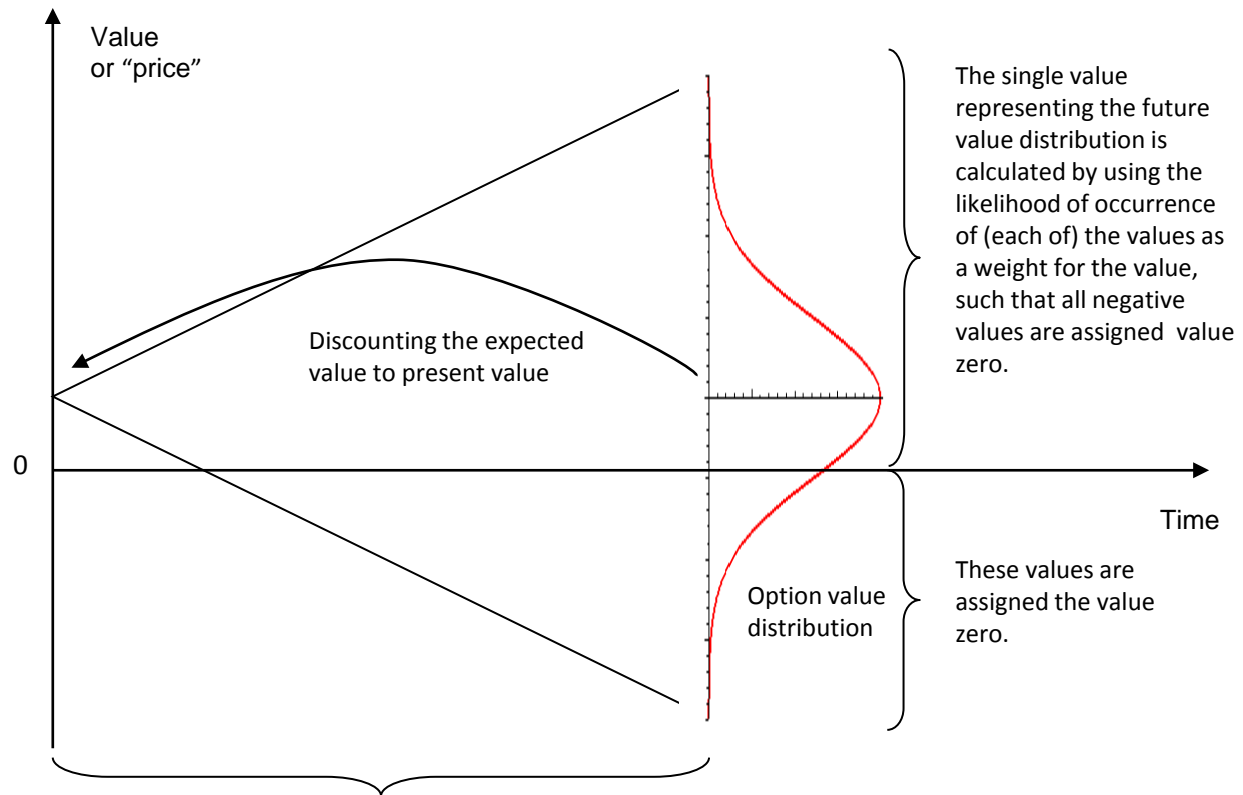 Value
or “price”
The single value
representing the future
value distribution is
calculated by using the
likelihood of occurrence
of (each of) the values as
a weight for the value,
such that all negative
values are assigned value
zero.
Discounting the expected
value to present value
0
Time
Option value
distribution
These values are
assigned the value
zero.